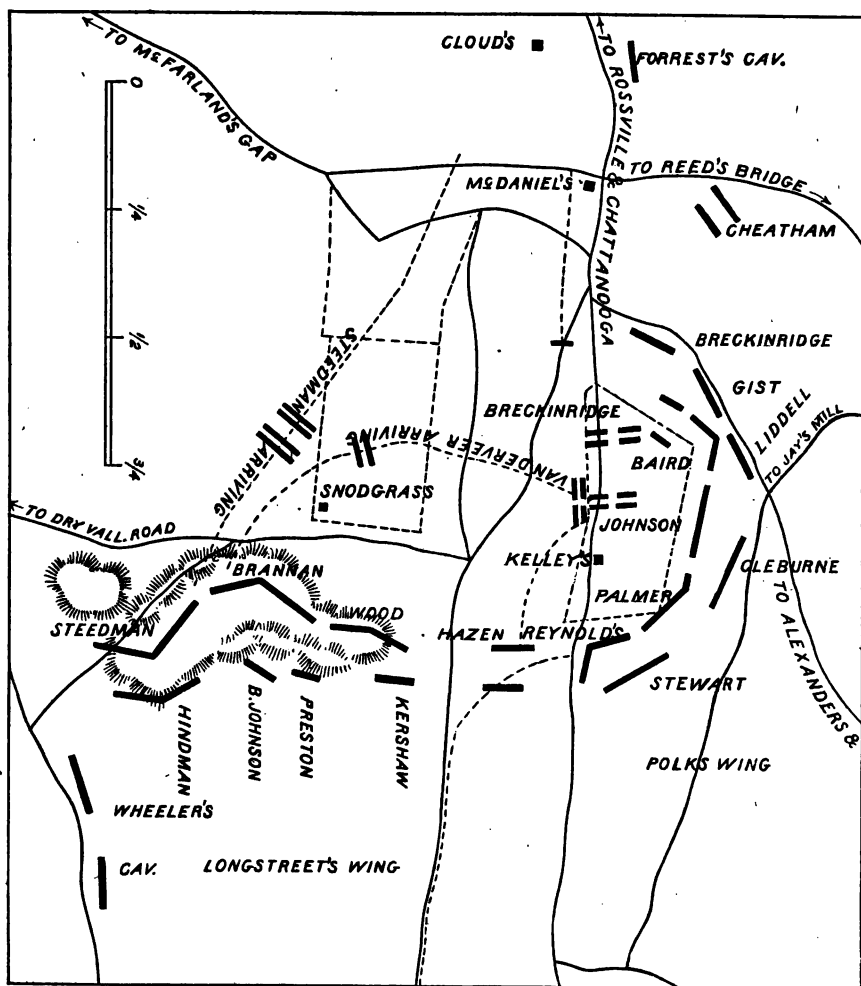 ← TO McFARLAND'S GAP
CLOUD'S
← TO ROSSVILLE & CHATTANOOGA
FORREST'S CAV.
0
1/4
1/2
3/4
McDANIEL'S
TO REED'S BRIDGE →
CHEATHAM
BRECKINRIDGE
GIST
LIDDELL
TO JAY'S MILL
STEEDMAN ARRIVING
VANDERVEER ARRIVING
BRECKINRIDGE
BAIRD
SNODGRASS
JOHNSON
← TO DRY VALL. ROAD
KELLEY'S
CLEBURNE
BRANNAN
PALMER
TO ALEXANDERS &
STEEDMAN
WOOD
HAZEN
REYNOLD'S
STEWART
HINDMAN
B. JOHNSON
PRESTON
KERSHAW
POLKS WING
WHEELER'S
CAV.
LONGSTREET'S WING